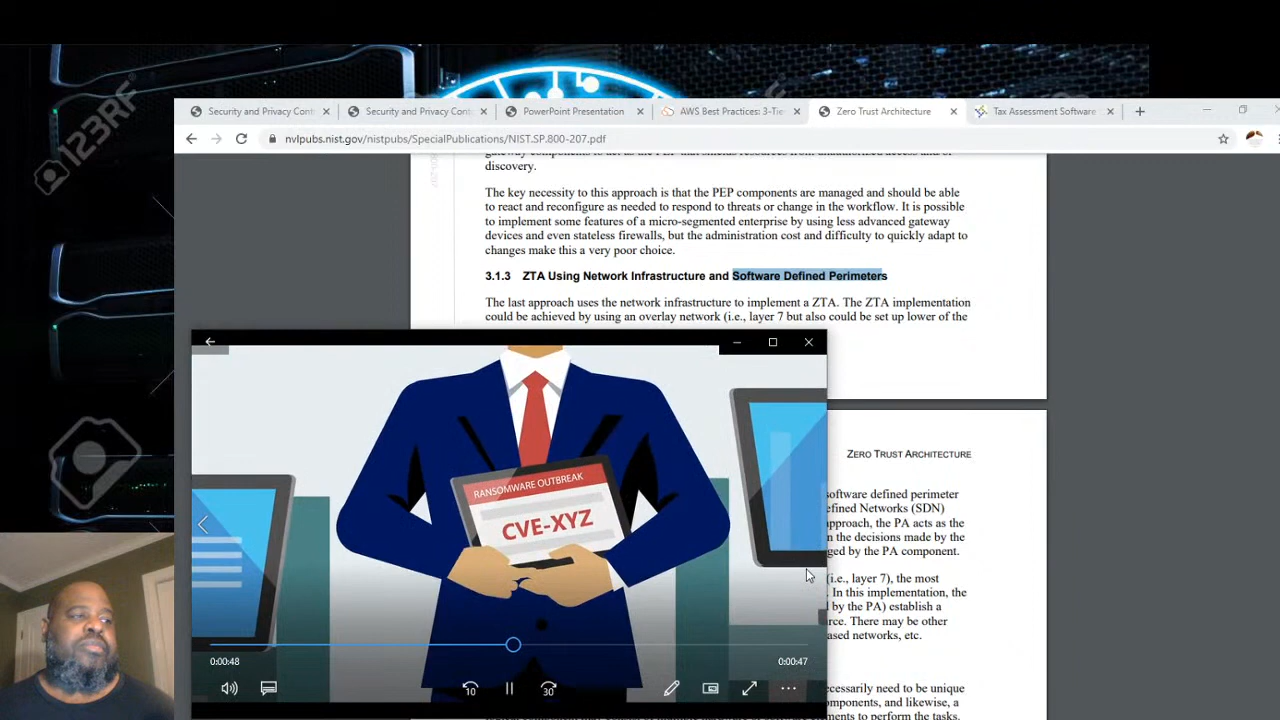 123RF
Security and Privacy Cont
Security and Privacy Cont
PowerPoint Presentation
AWS Best Practices: 3-Tie
Zero Trust Architecture
Tax Assessment Software
nvlpubs.nist.gov/nistpubs/SpecialPublications/NIST.SP.800-207.pdf
discovery.
The key necessity to this approach is that the PEP components are managed and should be able
to react and reconfigure as needed to respond to threats or change in the workflow. It is possible
to implement some features of a micro-segmented enterprise by using less advanced gateway
devices and even stateless firewalls, but the administration cost and difficulty to quickly adapt to
changes make this a very poor choice.
3.1.3 ZTA Using Network Infrastructure and Software Defined Perimeters
The last approach uses the network infrastructure to implement a ZTA. The ZTA implementation
could be achieved by using an overlay network (i.e., layer 7 but also could be set up lower of the
RANSOMWARE OUTBREAK
CVE-XYZ
0:00:48
0:00:47
10
30
ZERO TRUST ARCHITECTURE
software defined perimeter
efined Networks (SDN)
approach, the PA acts as the
n the decisions made by the
ged by the PA component.
(i.e., layer 7), the most
. In this implementation, the
by the PA) establish a
rce. There may be other
ased networks, etc.
ecessarily need to be unique
omponents, and likewise, a
ements to perform the tasks.